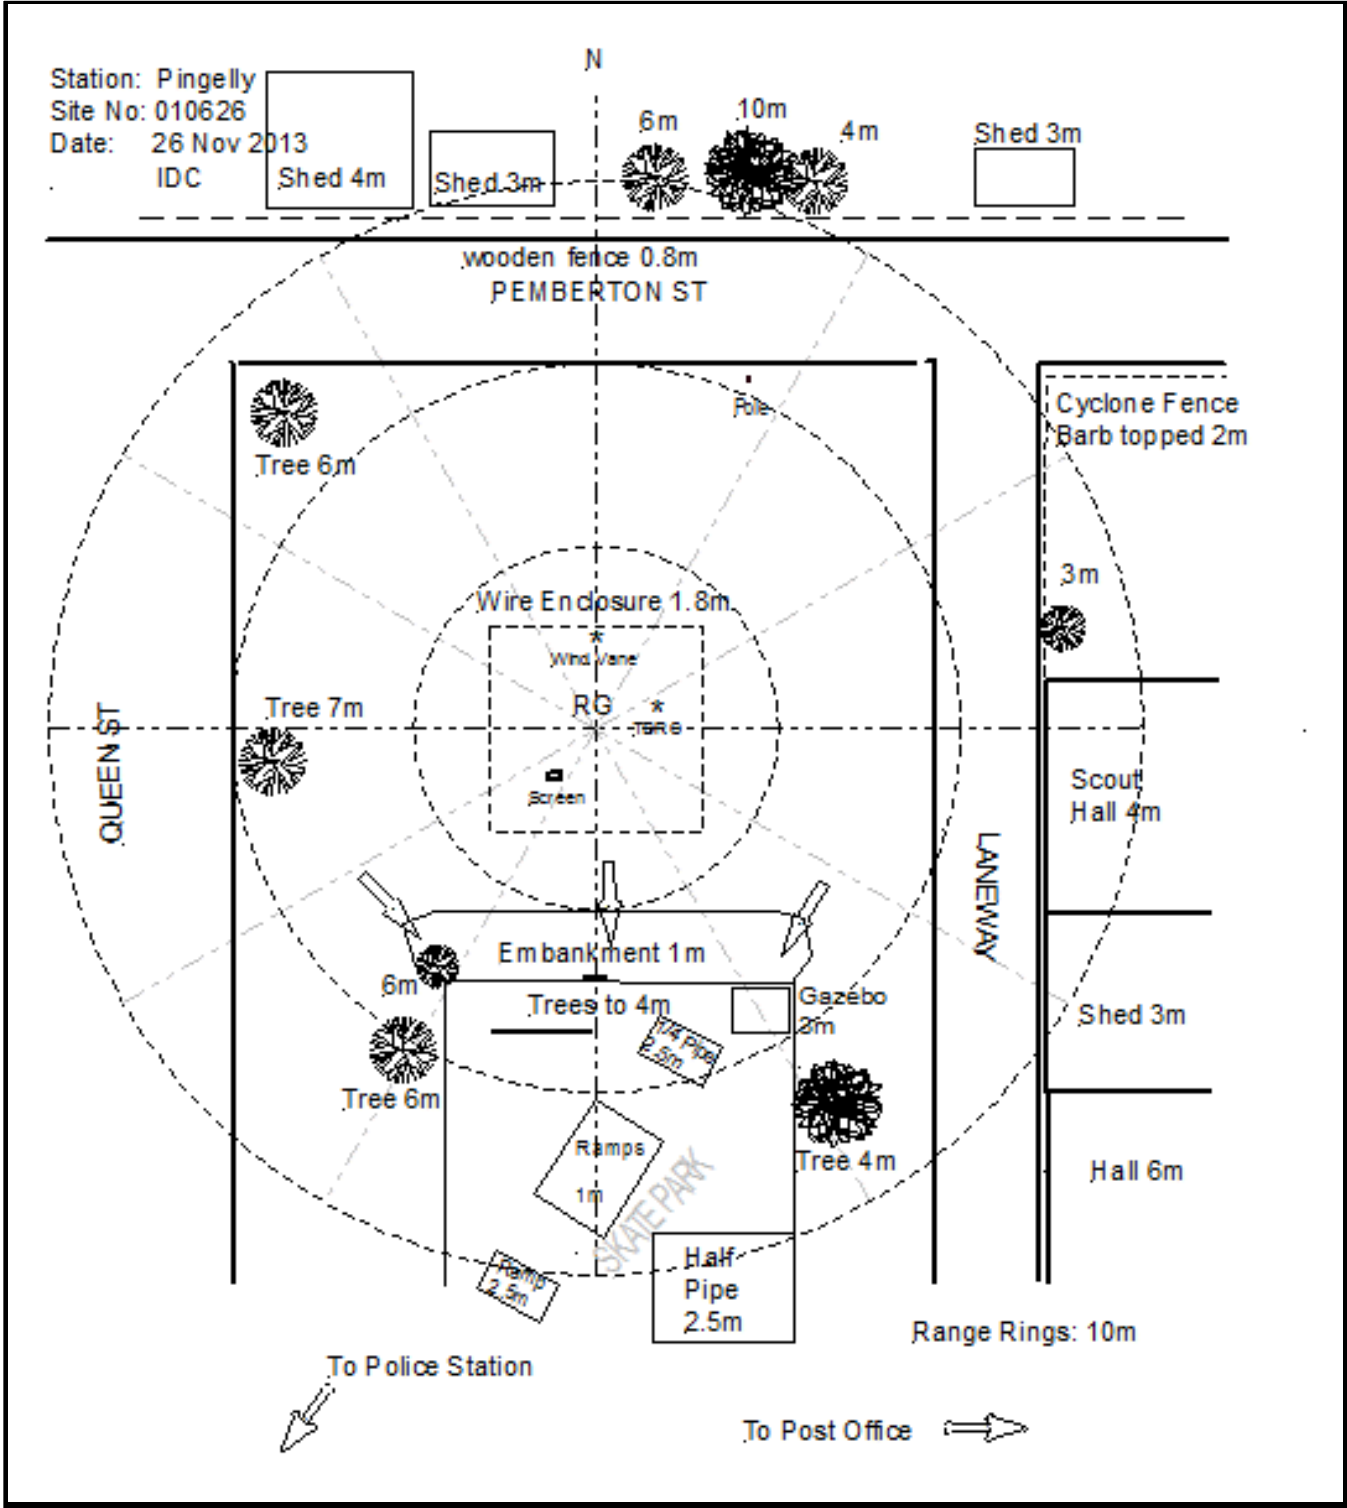 N
Station: Pingelly
Site No: 010626
Date: 26 Nov 2013
IDC
Shed 4m
Shed 3m
6m
10m
4m
Shed 3m
wooden fence 0.8m
PEMBERTON ST
Pole
Cyclone Fence
Barb topped 2m
Tree 6m
3m
Wire Enclosure 1.8m
Wind Vane
RG
Tree 7m
TBRG
Screen
QUEEN ST
Scout
Hall 4m
LANEWAY
Embankment 1m
6m
Trees to 4m
Gazebo
3m
Shed 3m
1/4 Pipe
2.5m
Tree 6m
Ramps
1m
SKATE PARK
Tree 4m
Hall 6m
Ramp
2.5m
Half
Pipe
2.5m
Range Rings: 10m
To Police Station
To Post Office